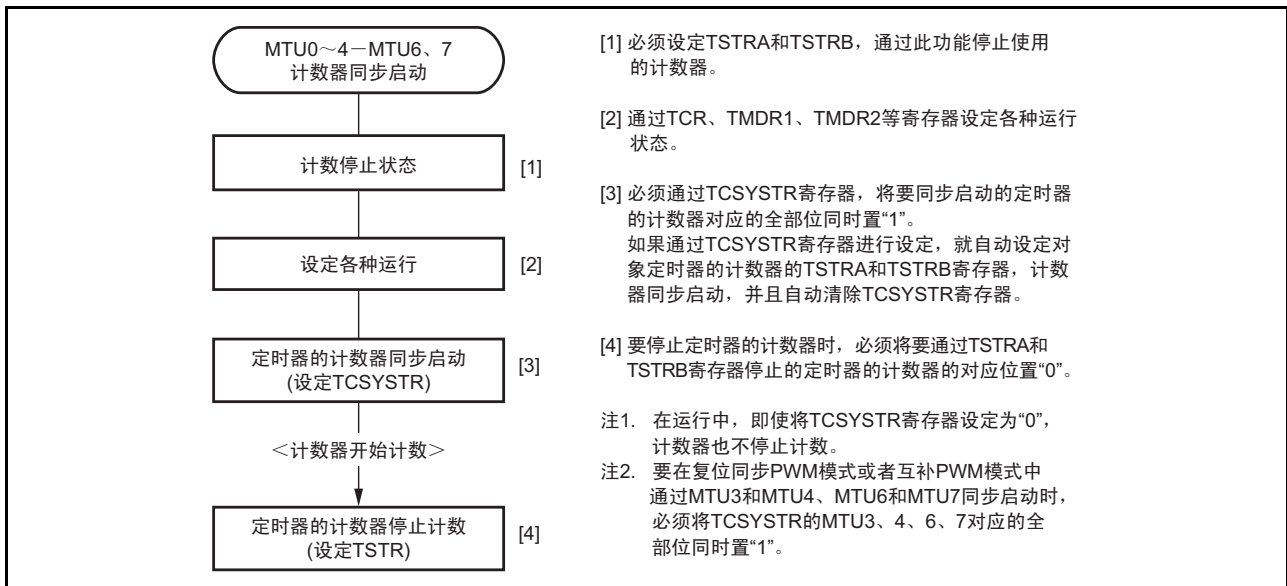 MTU0～4－MTU6、7
计数器同步启动
计数停止状态
[1]
设定各种运行
[2]
定时器的计数器同步启动
(设定TCSYSTR)
[3]
＜计数器开始计数＞
定时器的计数器停止计数
(设定TSTR)
[4]
[1] 必须设定TSTRA和TSTRB，通过此功能停止使用
的计数器。
[2] 通过TCR、TMDR1、TMDR2等寄存器设定各种运行
状态。
[3] 必须通过TCSYSTR寄存器，将要同步启动的定时器
的计数器对应的全部位同时置“1”。
如果通过TCSYSTR寄存器进行设定，就自动设定对
象定时器的计数器的TSTRA和TSTRB寄存器，计数
器同步启动，并且自动清除TCSYSTR寄存器。
[4] 要停止定时器的计数器时，必须将要通过TSTRA和
TSTRB寄存器停止的定时器的计数器的对应位置“0”。
注1. 在运行中，即使将TCSYSTR寄存器设定为“0”，
计数器也不停止计数。
注2. 要在复位同步PWM模式或者互补PWM模式中
通过MTU3和MTU4、MTU6和MTU7同步启动时，
必须将TCSYSTR的MTU3、4、6、7对应的全
部位同时置“1”。